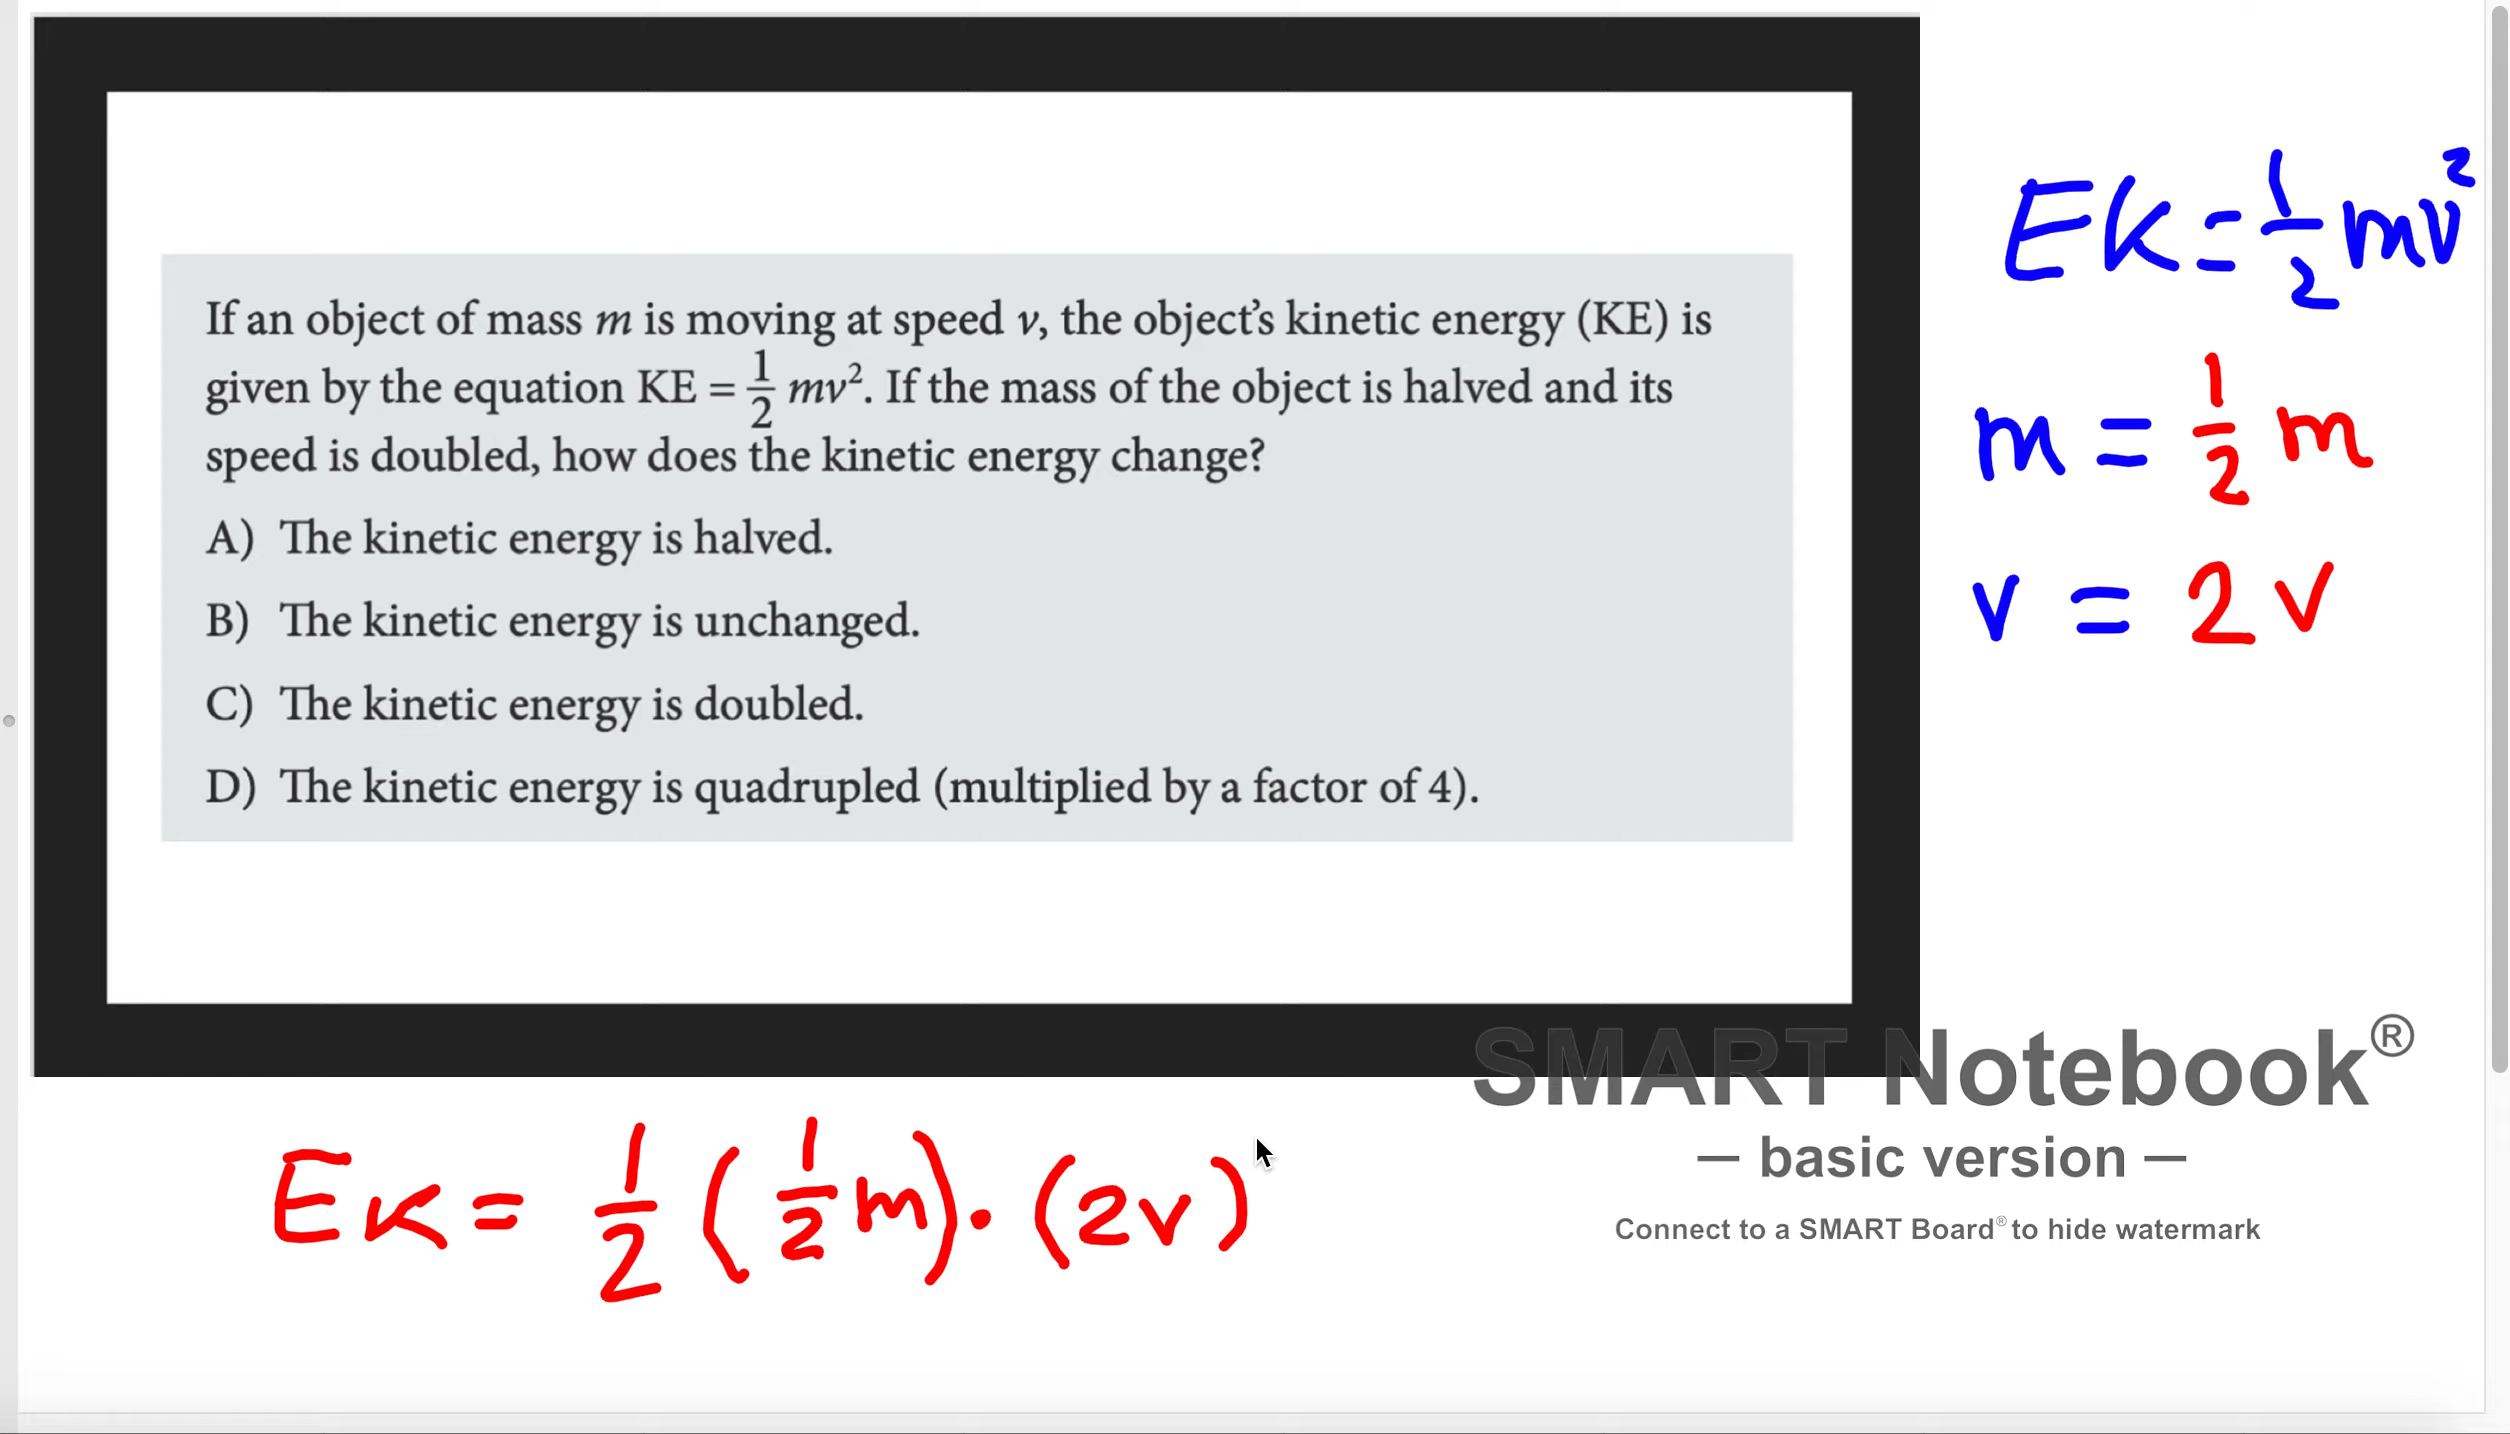 If an object of mass m is moving at speed v, the object's kinetic energy (KE) is
given by the equation KE = 1/2 mv². If the mass of the object is halved and its
speed is doubled, how does the kinetic energy change?
A) The kinetic energy is halved.
B) The kinetic energy is unchanged.
C) The kinetic energy is doubled.
D) The kinetic energy is quadrupled (multiplied by a factor of 4).
EK = 1/2 mv²
m = 1/2 m
v = 2v
SMART Notebook®
— basic version —
Connect to a SMART Board® to hide watermark
EK = 1/2 (1/2 m) · (2v)